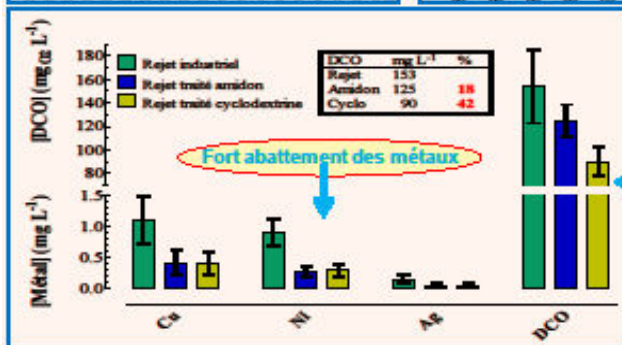 [DCO] (mg O2 L-1)
180
160
140
120
100
80
Rejet industriel
Rejet traité amidon
Rejet traité cyclodextrine
DCO mg L-1 %
Rejet 153
Amidon 125 18
Cyclo 90 42
Fort abattement des métaux
[Métal] (mg L-1)
1.5
1.0
0.5
0.0
Cu
Ni
Ag
DCO